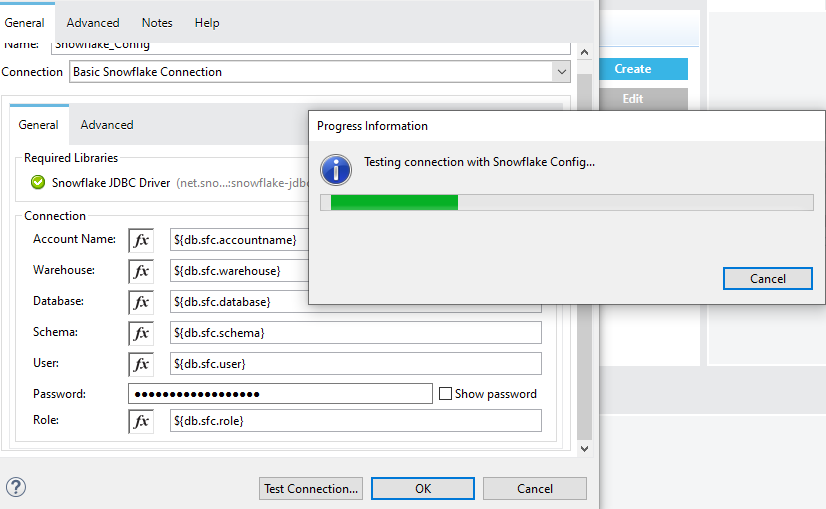 General Advanced Notes Help
Name: Snowflake_Config
Connection Basic Snowflake Connection
Create
Edit
General Advanced
Required Libraries
Snowflake JDBC Driver (net.sno...:snowflake-jdbc
Connection
Account Name: fx ${db.sfc.accountname}
Warehouse: fx ${db.sfc.warehouse}
Database: fx ${db.sfc.database}
Schema: fx ${db.sfc.schema}
User: fx ${db.sfc.user}
Password: ●●●●●●●●●●●●●●●●●● Show password
Role: fx ${db.sfc.role}
? Test Connection... OK Cancel
Progress Information
i Testing connection with Snowflake Config...
Cancel